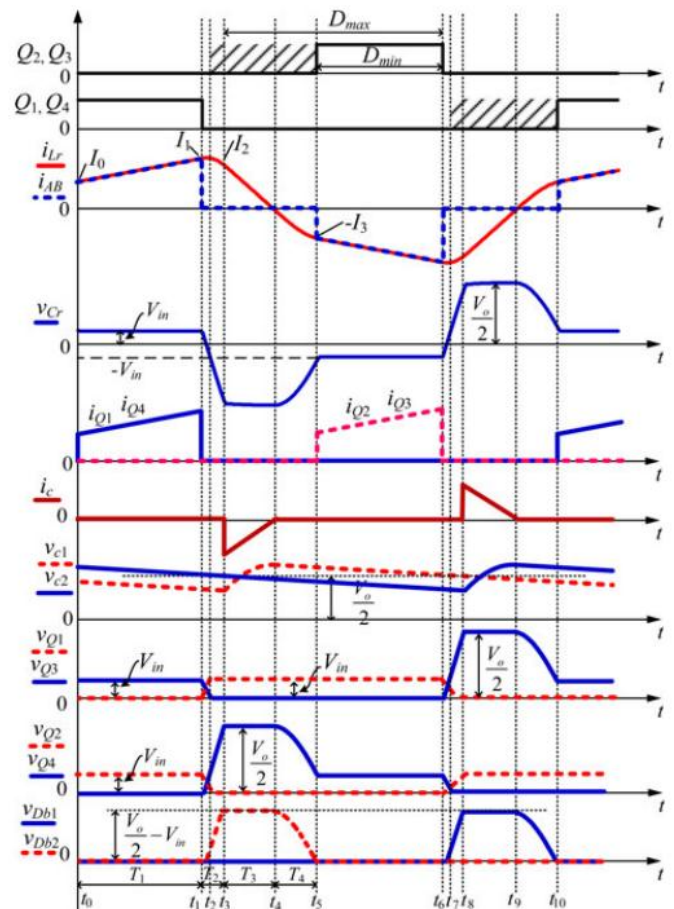 D_max
Q_2, Q_3
D_min
0
t
Q_1, Q_4
0
t
i_Lr
I_0
I_1
I_2
i_AB
0
-I_3
t
v_Cr
V_in
V_o/2
0
-V_in
t
i_Q1 i_Q4
i_Q2 i_Q3
0
t
i_c
0
t
v_c1
v_c2
V_o/2
0
t
v_Q1
v_Q3
V_in
V_in
V_o/2
0
t
v_Q2
v_Q4
V_in
V_o/2
0
t
v_Db1
v_Db2
V_o/2 - V_in
0
t
T_1 T_2 T_3 T_4
t_0 t_1 t_2 t_3 t_4 t_5 t_6 t_7 t_8 t_9 t_10